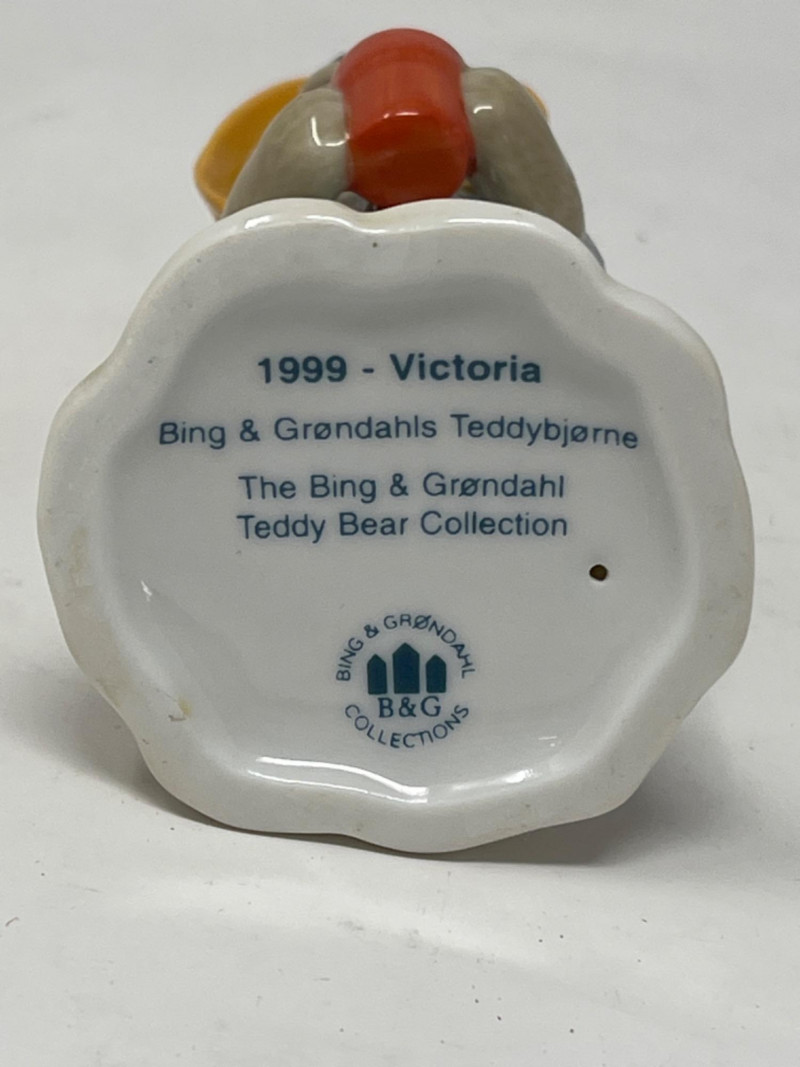 1999 - Victoria
Bing & Grøndahls Teddybjørne
The Bing & Grøndahl
Teddy Bear Collection
BING & GRØNDAHL
B&G
COLLECTIONS